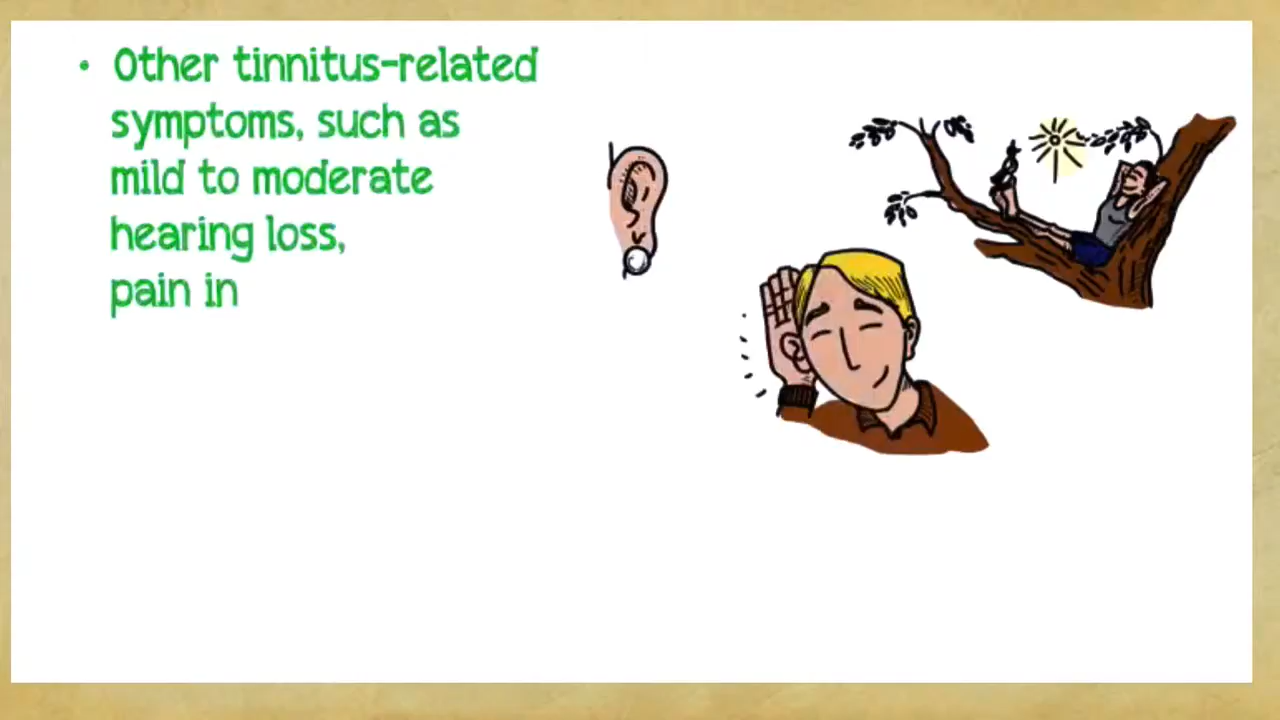 • Other tinnitus-related
symptoms, such as
mild to moderate
hearing loss,
pain in